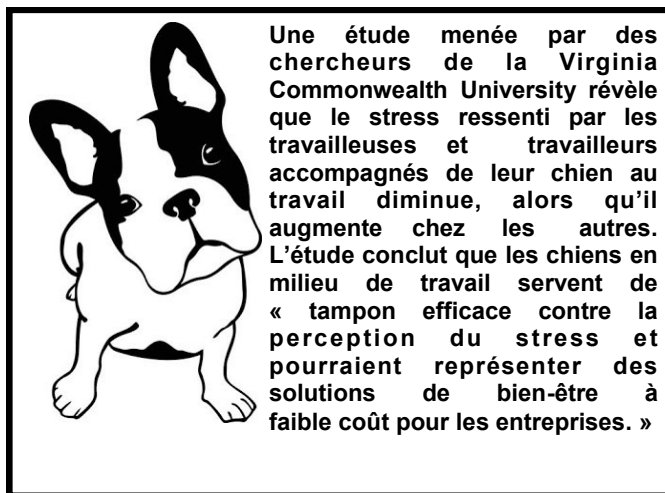 Une étude menée par des
chercheurs de la Virginia
Commonwealth University révèle
que le stress ressenti par les
travailleuses et travailleurs
accompagnés de leur chien au
travail diminue, alors qu’il
augmente chez les autres.
L’étude conclut que les chiens en
milieu de travail servent de
« tampon efficace contre la
perception du stress et
pourraient représenter des
solutions de bien-être à
faible coût pour les entreprises. »